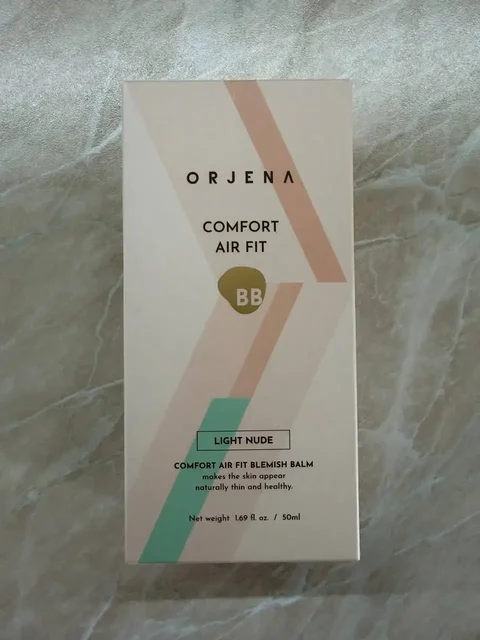 ORJENA
COMFORT
AIR FIT
BB
LIGHT NUDE
COMFORT AIR FIT BLEMISH BALM
makes the skin appear
naturally thin and healthy.
Net weight 1.69 fl. oz. / 50ml